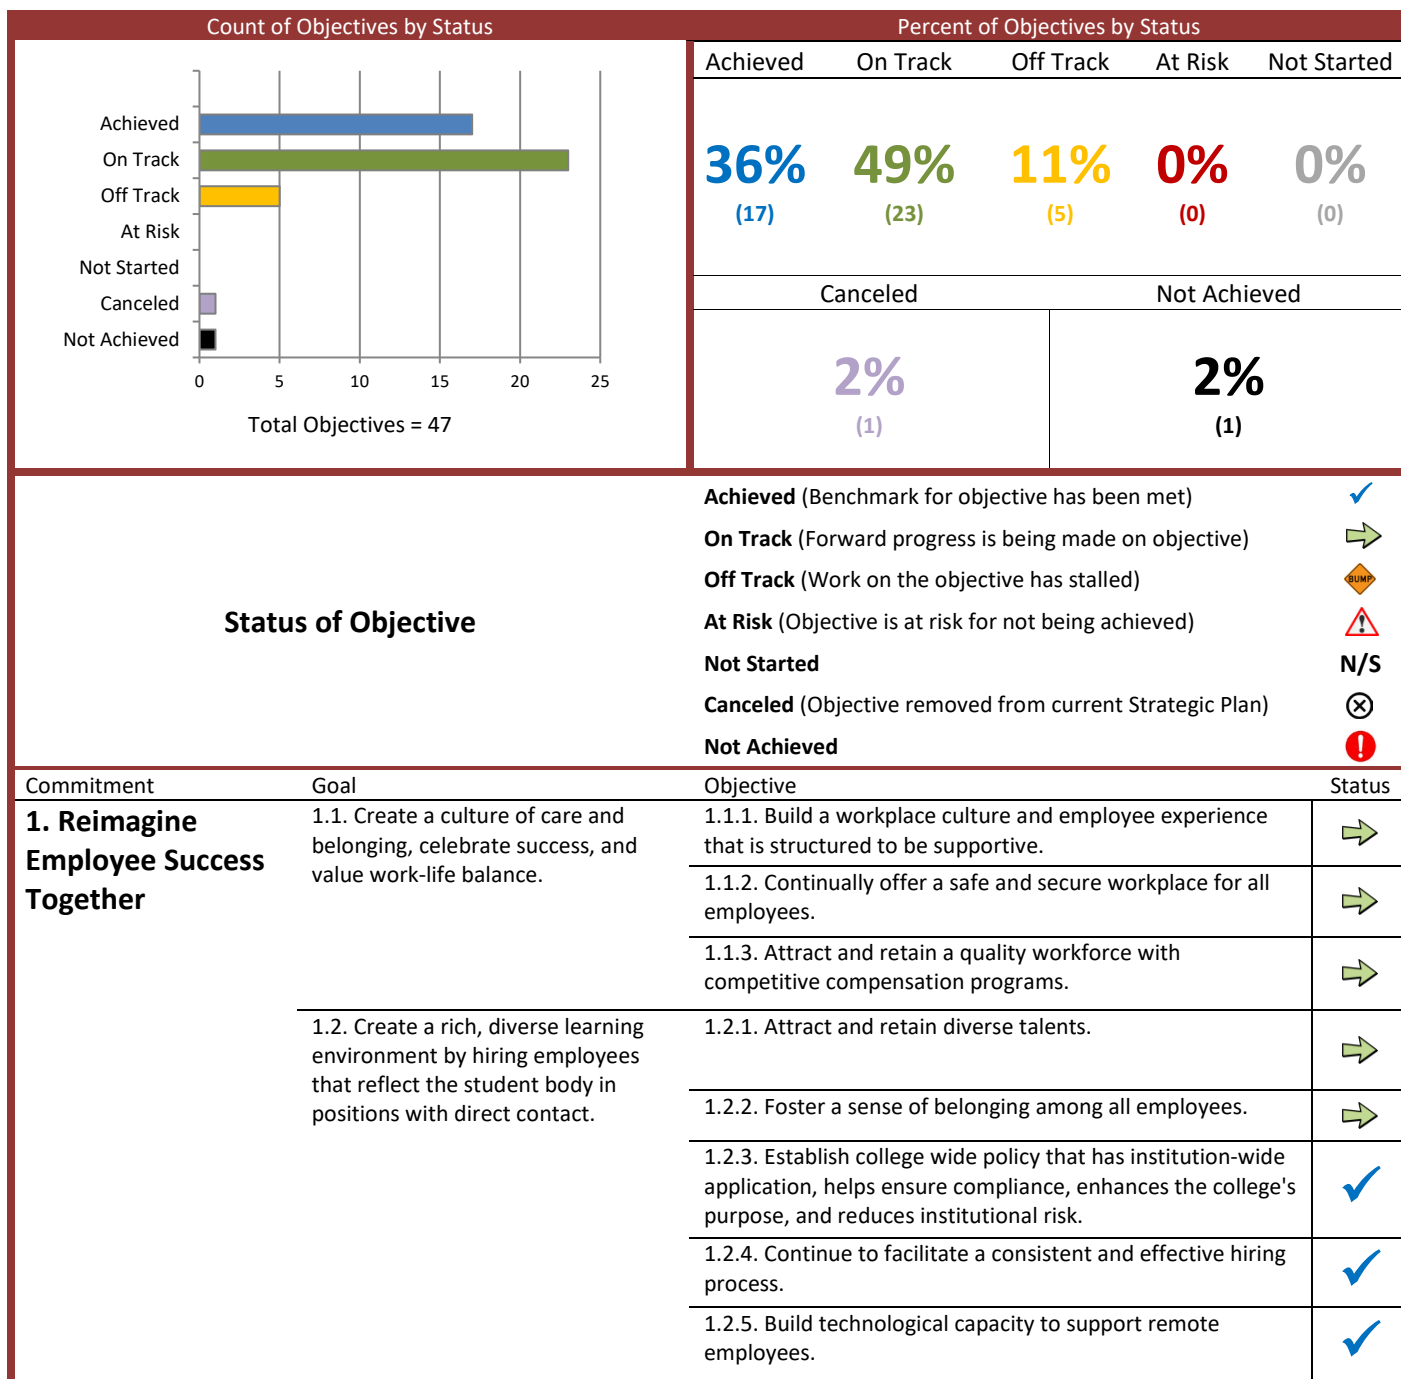 Count of Objectives by Status
Achieved
On Track
Off Track
At Risk
Not Started
Canceled
Not Achieved
0 5 10 15 20 25
Total Objectives = 47
Percent of Objectives by Status
Achieved On Track Off Track At Risk Not Started
36% 49% 11% 0% 0%
(17) (23) (5) (0) (0)
Canceled Not Achieved
2% 2%
(1) (1)
Status of Objective
Achieved (Benchmark for objective has been met)
On Track (Forward progress is being made on objective)
Off Track (Work on the objective has stalled) BUMP
At Risk (Objective is at risk for not being achieved)
Not Started N/S
Canceled (Objective removed from current Strategic Plan)
Not Achieved
Commitment Goal Objective Status
1. Reimagine
Employee Success
Together
1.1. Create a culture of care and
belonging, celebrate success, and
value work-life balance.
1.1.1. Build a workplace culture and employee experience
that is structured to be supportive.
1.1.2. Continually offer a safe and secure workplace for all
employees.
1.1.3. Attract and retain a quality workforce with
competitive compensation programs.
1.2. Create a rich, diverse learning
environment by hiring employees
that reflect the student body in
positions with direct contact.
1.2.1. Attract and retain diverse talents.
1.2.2. Foster a sense of belonging among all employees.
1.2.3. Establish college wide policy that has institution-wide
application, helps ensure compliance, enhances the college's
purpose, and reduces institutional risk.
1.2.4. Continue to facilitate a consistent and effective hiring
process.
1.2.5. Build technological capacity to support remote
employees.